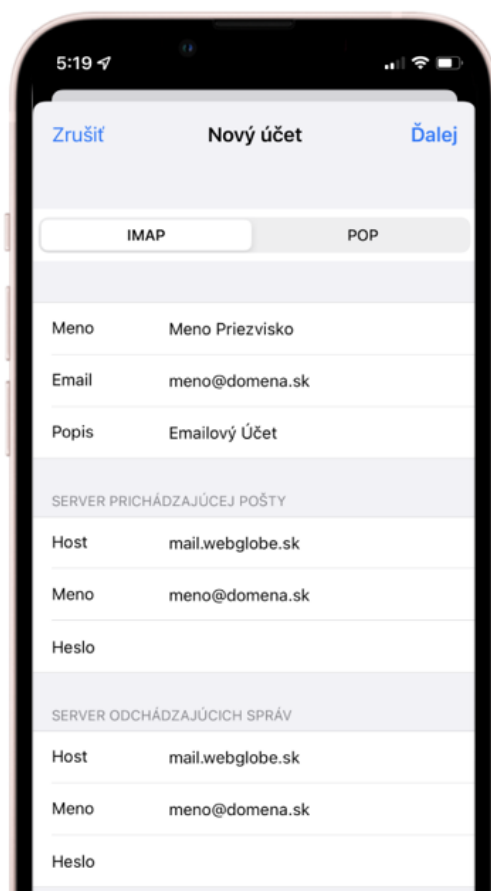 5:19
Zrušiť Nový účet Ďalej
IMAP POP
Meno Meno Priezvisko
Email meno@domena.sk
Popis Emailový Účet
SERVER PRICHÁDZAJÚCEJ POŠTY
Host mail.webglobe.sk
Meno meno@domena.sk
Heslo
SERVER ODCHÁDZAJÚCICH SPRÁV
Host mail.webglobe.sk
Meno meno@domena.sk
Heslo